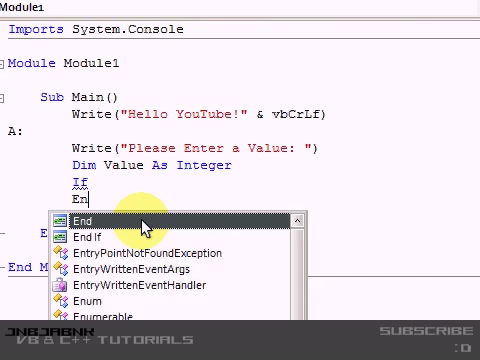 Module1
Imports System.Console
Module Module1
Sub Main()
Write("Hello YouTube!" & vbCrLf)
A:
Write("Please Enter a Value: ")
Dim Value As Integer
If
En
End
End If
EntryPointNotFoundException
EntryWrittenEventArgs
EntryWrittenEventHandler
Enum
Enumerable
E
End M
JNBJABNK
VB & C++ TUTORIALS
SUBSCRIBE
:D